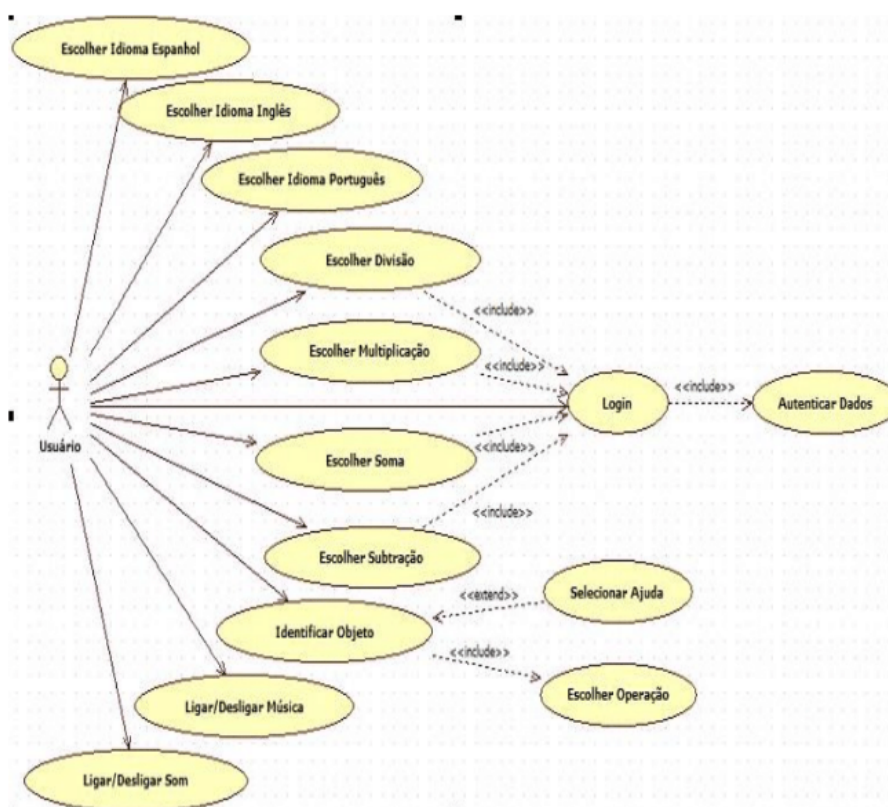 Escolher Idioma Espanhol
Escolher Idioma Inglês
Escolher Idioma Português
Escolher Divisão
<<include>>
Escolher Multiplicação
<<include>>
<<include>>
Login
Autenticar Dados
Usuário
Escolher Soma
<<include>>
<<include>>
Escolher Subtração
<<extend>>
Selecionar Ajuda
Identificar Objeto
<<include>>
Escolher Operação
Ligar/Desligar Música
Ligar/Desligar Som